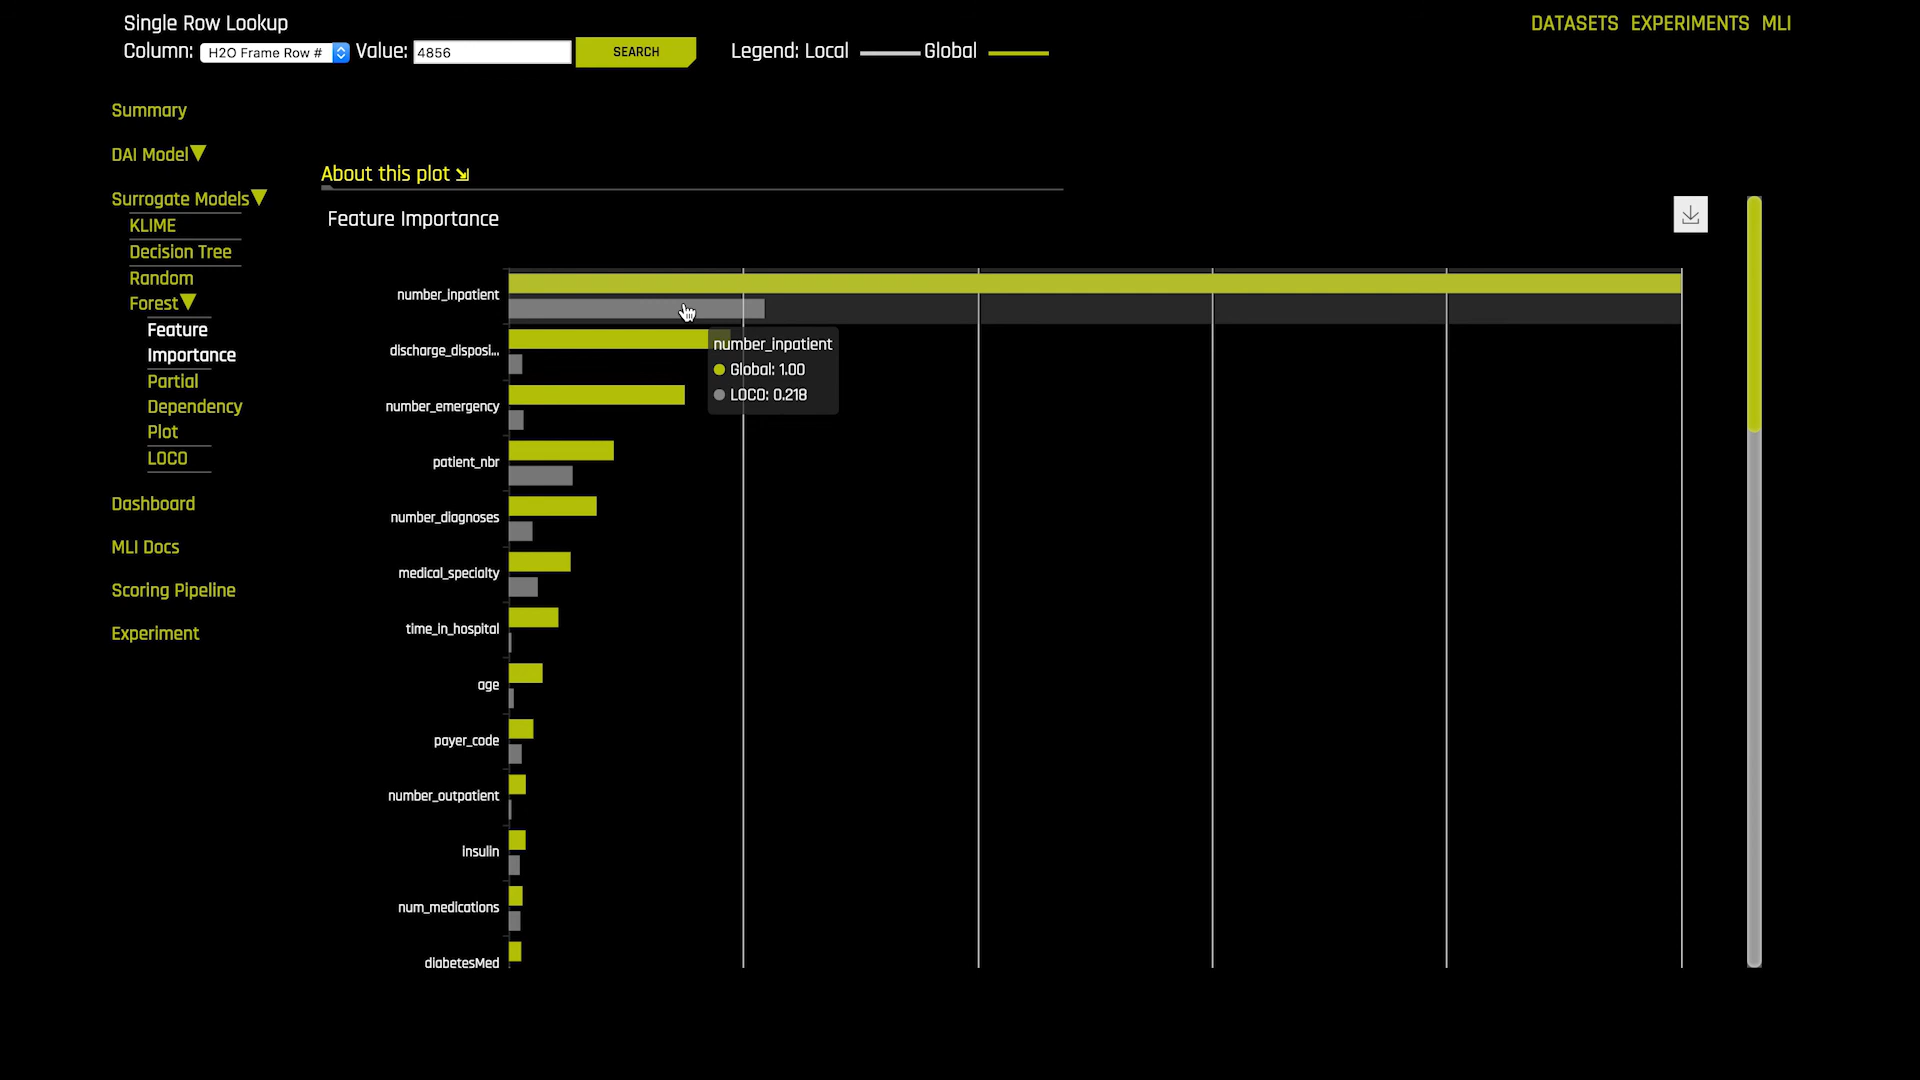 Single Row Lookup
Column: H2O Frame Row # Value: 4856 SEARCH Legend: Local Global
DATASETS EXPERIMENTS MLI
Summary
DAI Model
Surrogate Models
KLIME
Decision Tree
Random
Forest
Feature
Importance
Partial
Dependency
Plot
LOCO
Dashboard
MLI Docs
Scoring Pipeline
Experiment
About this plot
Feature Importance
number_inpatient
discharge_disposi...
number_emergency
patient_nbr
number_diagnoses
medical_specialty
time_in_hospital
age
payer_code
number_outpatient
insulin
num_medications
diabetesMed
number_inpatient
Global: 1.00
LOCO: 0.218